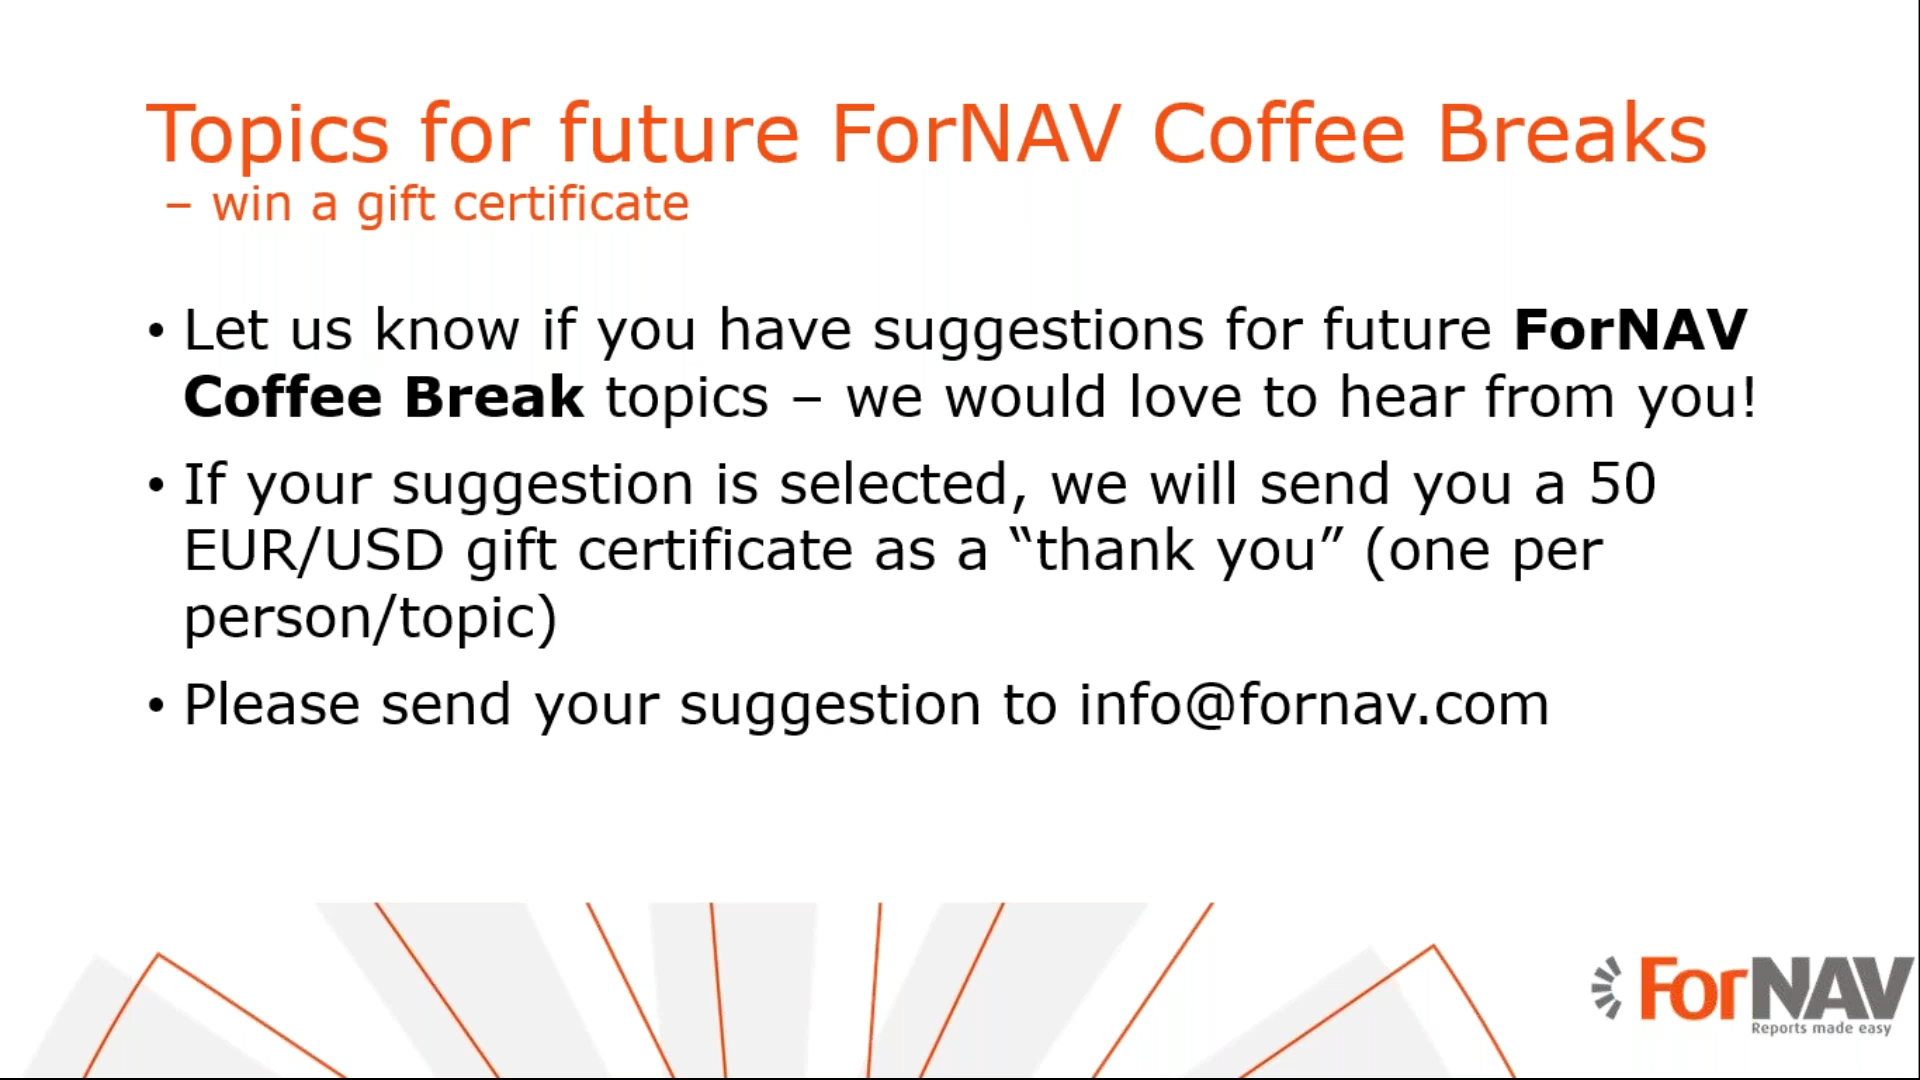 Topics for future ForNAV Coffee Breaks
– win a gift certificate
• Let us know if you have suggestions for future ForNAV
Coffee Break topics – we would love to hear from you!
• If your suggestion is selected, we will send you a 50
EUR/USD gift certificate as a “thank you” (one per
person/topic)
• Please send your suggestion to info@fornav.com
ForNAV
Reports made easy